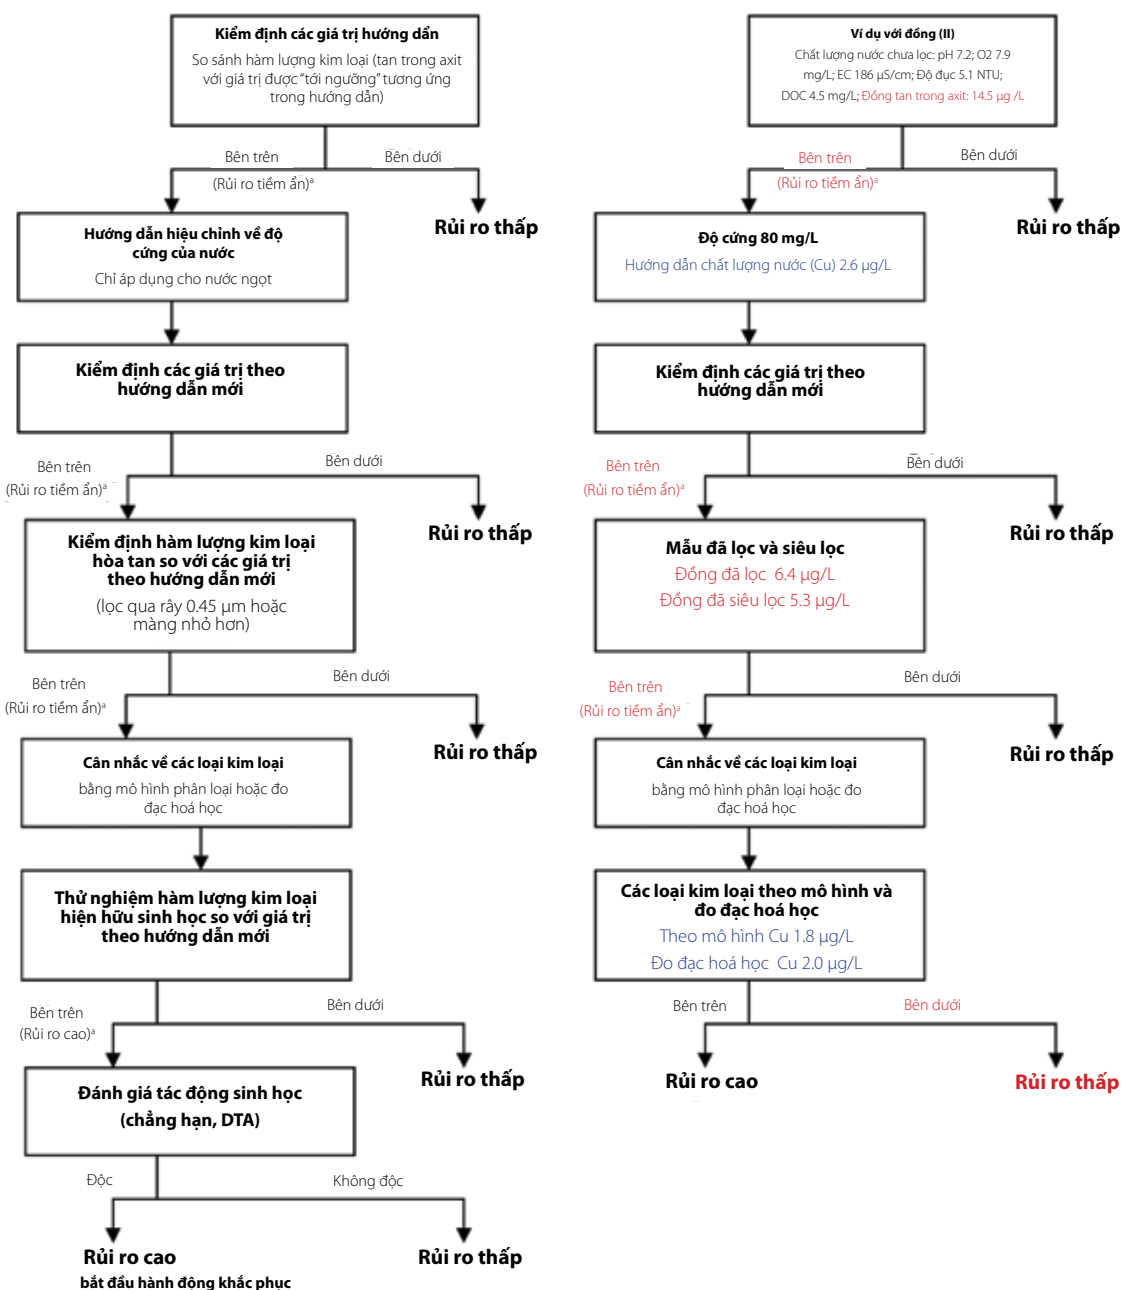 Kiểm định các giá trị hướng dẩn
So sánh hàm lượng kim loại (tan trong axit
với giá trị được “tới ngưỡng” tương ứng
trong hướng dẫn)
Bên trên
Bên dưới
(Rủi ro tiềm ẩn)ᵃ
Rủi ro thấp
Hướng dẫn hiệu chỉnh về độ
cứng của nước
Chỉ áp dụng cho nước ngọt
Kiểm định các giá trị theo
hướng dẫn mới
Bên trên
Bên dưới
(Rủi ro tiềm ẩn)ᵃ
Rủi ro thấp
Kiểm định hàm lượng kim loại
hòa tan so với các giá trị
theo hướng dẫn mới
(lọc qua rây 0.45 µm hoặc
màng nhỏ hơn)
Bên trên
Bên dưới
(Rủi ro tiềm ẩn)ᵃ
Rủi ro thấp
Cân nhắc về các loại kim loại
bằng mô hình phân loại hoặc đo
đạc hoá học
Thử nghiệm hàm lượng kim loại
hiện hữu sinh học so với giá trị
theo hướng dẫn mới
Bên trên
Bên dưới
(Rủi ro cao)ᵃ
Rủi ro thấp
Đánh giá tác động sinh học
(chẳng hạn, DTA)
Độc
Không độc
Rủi ro cao
Rủi ro thấp
bắt đầu hành động khắc phục
Ví dụ với đồng (II)
Chất lượng nước chưa lọc: pH 7.2; O2 7.9
mg/L; EC 186 µS/cm; Độ đục 5.1 NTU;
DOC 4.5 mg/L; Đồng tan trong axit: 14.5 µg /L
Bên trên
Bên dưới
(Rủi ro tiềm ẩn)ᵃ
Rủi ro thấp
Độ cứng 80 mg/L
Hướng dẫn chất lượng nước (Cu) 2.6 µg/L
Kiểm định các giá trị theo
hướng dẫn mới
Bên trên
Bên dưới
(Rủi ro tiềm ẩn)ᵃ
Rủi ro thấp
Mẫu đã lọc và siêu lọc
Đồng đã lọc 6.4 µg/L
Đồng đã siêu lọc 5.3 µg/L
Bên trên
Bên dưới
(Rủi ro tiềm ẩn)ᵃ
Rủi ro thấp
Cân nhắc về các loại kim loại
bằng mô hình phân loại hoặc đo
đạc hoá học
Các loại kim loại theo mô hình và
đo đạc hoá học
Theo mô hình Cu 1.8 µg/L
Đo đạc hoá học Cu 2.0 µg/L
Bên trên
Bên dưới
Rủi ro cao
Rủi ro thấp